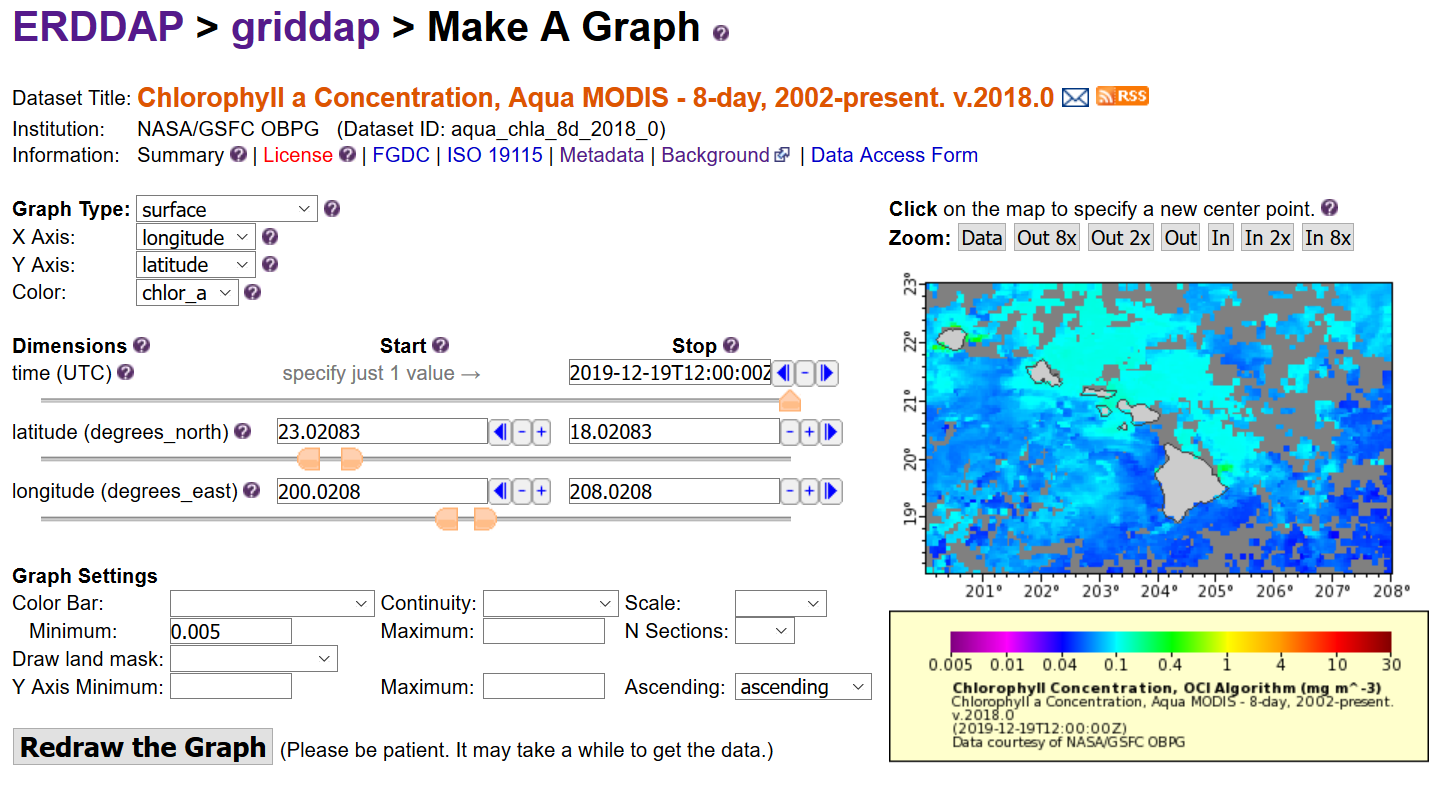 ERDDAP > griddap > Make A Graph ?
Dataset Title: Chlorophyll a Concentration, Aqua MODIS - 8-day, 2002-present. v.2018.0 RSS
Institution: NASA/GSFC OBPG (Dataset ID: aqua_chla_8d_2018_0)
Information: Summary ? | License ? | FGDC | ISO 19115 | Metadata | Background | Data Access Form
Graph Type: surface ?
X Axis: longitude ?
Y Axis: latitude ?
Color: chlor_a ?
Dimensions ? Start ? Stop ?
time (UTC) ? specify just 1 value → 2019-12-19T12:00:00Z -
latitude (degrees_north) ? 23.02083 - + 18.02083 - +
longitude (degrees_east) ? 200.0208 - + 208.0208 - +
Graph Settings
Color Bar: Continuity: Scale:
Minimum: 0.005 Maximum: N Sections:
Draw land mask:
Y Axis Minimum: Maximum: Ascending: ascending
Redraw the Graph (Please be patient. It may take a while to get the data.)
Click on the map to specify a new center point. ?
Zoom: Data Out 8x Out 2x Out In In 2x In 8x
23°
22°
21°
20°
19°
201° 202° 203° 204° 205° 206° 207° 208°
0.005 0.01 0.04 0.1 0.4 1 4 10 30
Chlorophyll Concentration, OCI Algorithm (mg m^-3)
Chlorophyll a Concentration, Aqua MODIS - 8-day, 2002-present.
v.2018.0
(2019-12-19T12:00:00Z)
Data courtesy of NASA/GSFC OBPG